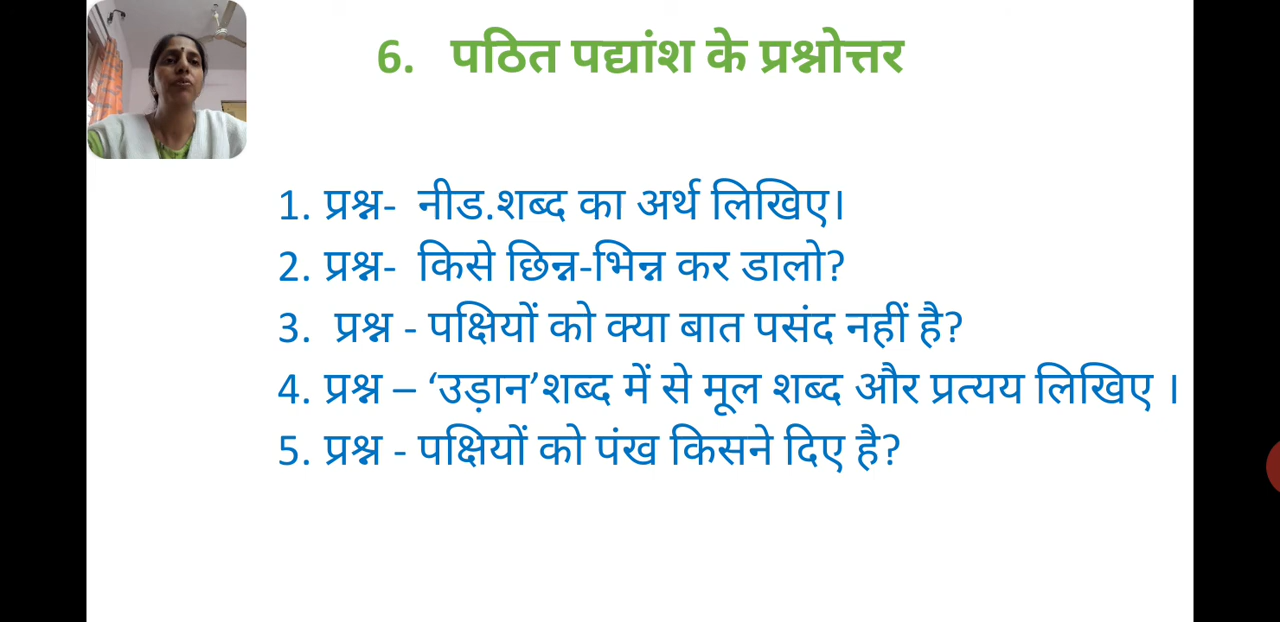 6. पठित पद्यांश के प्रश्नोत्तर
1. प्रश्न- नीड.शब्द का अर्थ लिखिए।
2. प्रश्न- किसे छिन्न-भिन्न कर डालो?
3. प्रश्न - पक्षियों को क्या बात पसंद नहीं है?
4. प्रश्न – ‘उड़ान’शब्द में से मूल शब्द और प्रत्यय लिखिए ।
5. प्रश्न - पक्षियों को पंख किसने दिए है?